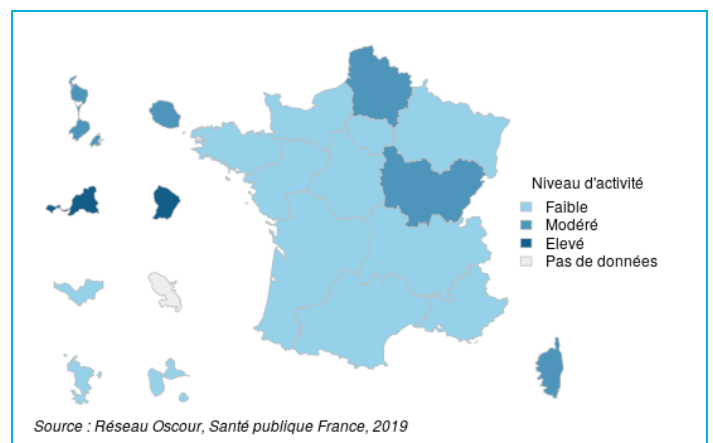 Niveau d'activité
Faible
Modéré
Elevé
Pas de données
Source : Réseau Oscour, Santé publique France, 2019